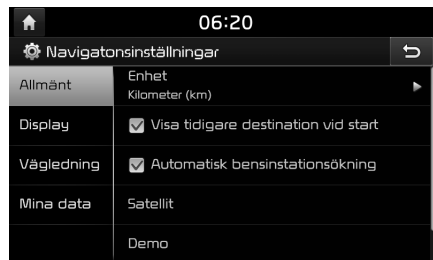 06:20
Navigatonsinställningar
Allmänt
Enhet
Kilometer (km)
Display
Visa tidigare destination vid start
Vägledning
Automatisk bensinstationsökning
Mina data
Satellit
Demo